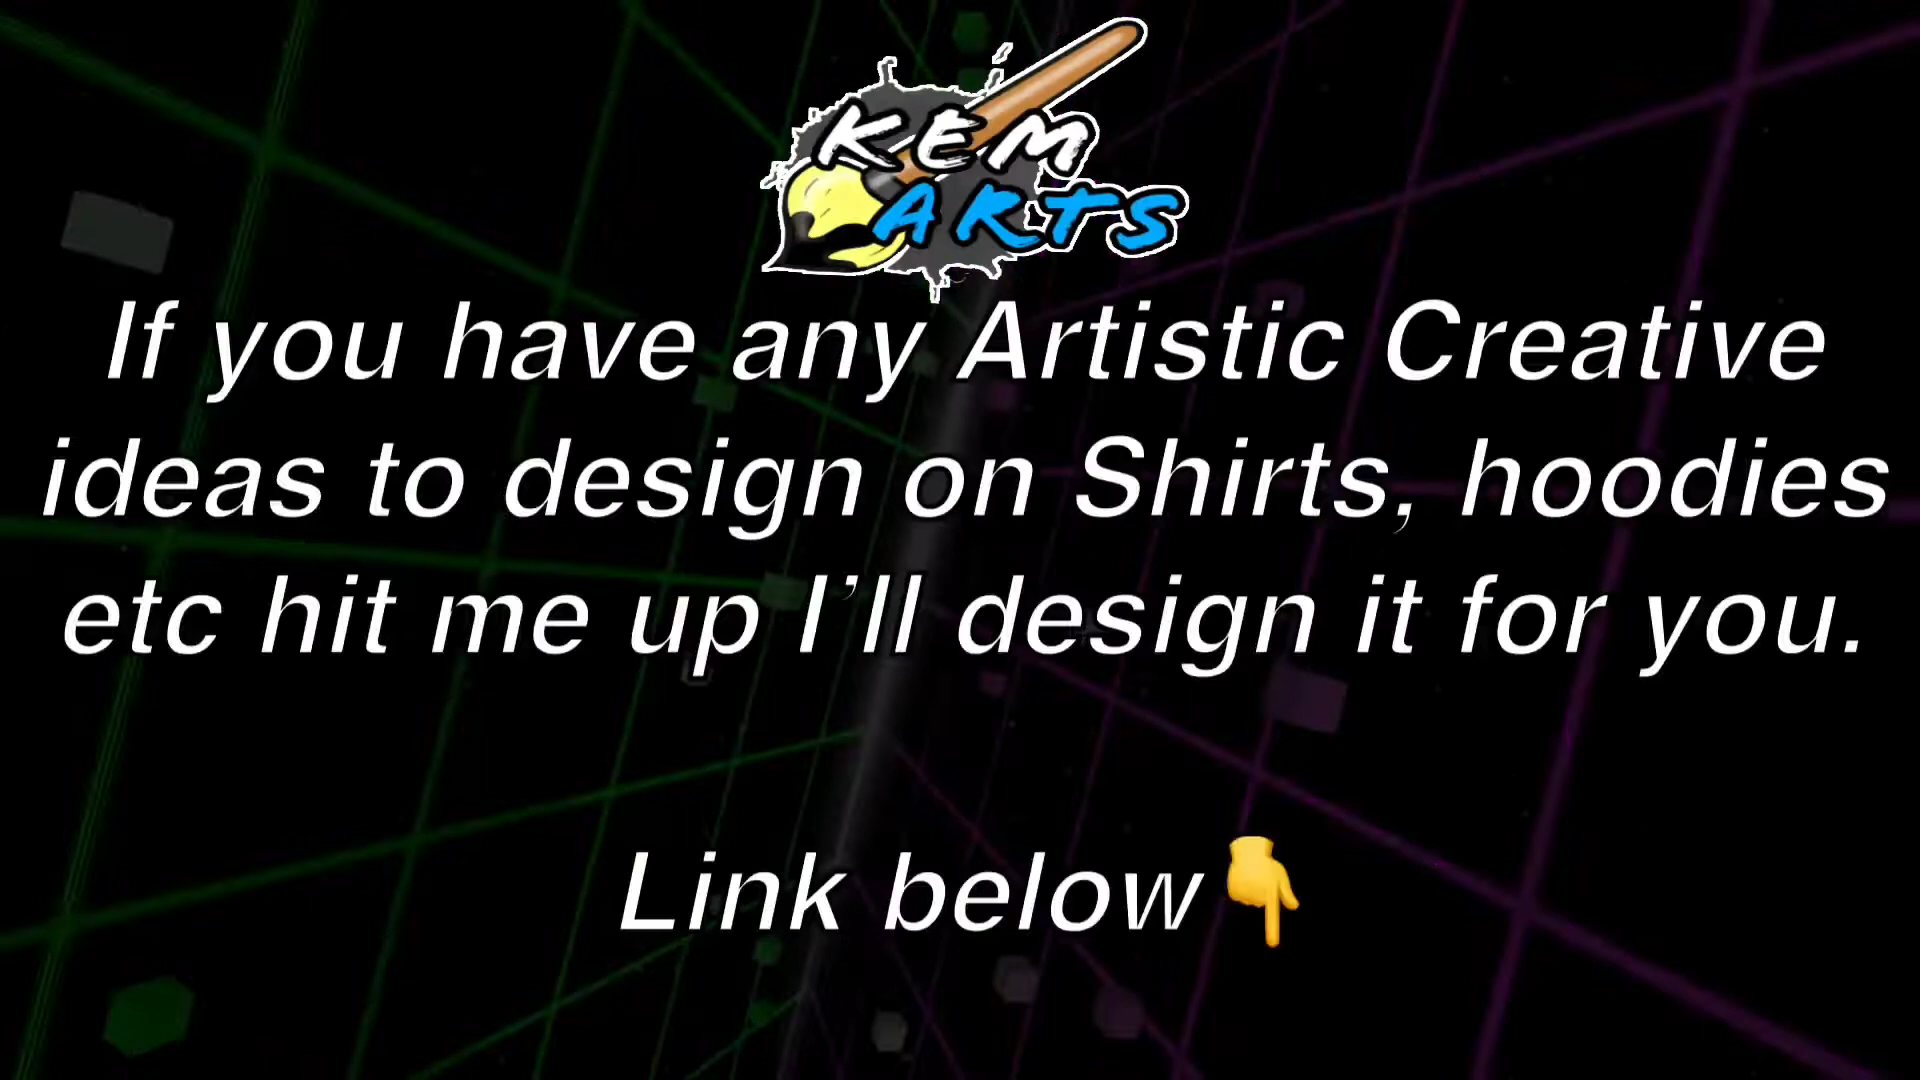 KEM
ARTS
If you have any Artistic Creative
ideas to design on Shirts, hoodies
etc hit me up I’ll design it for you.
Link below👇